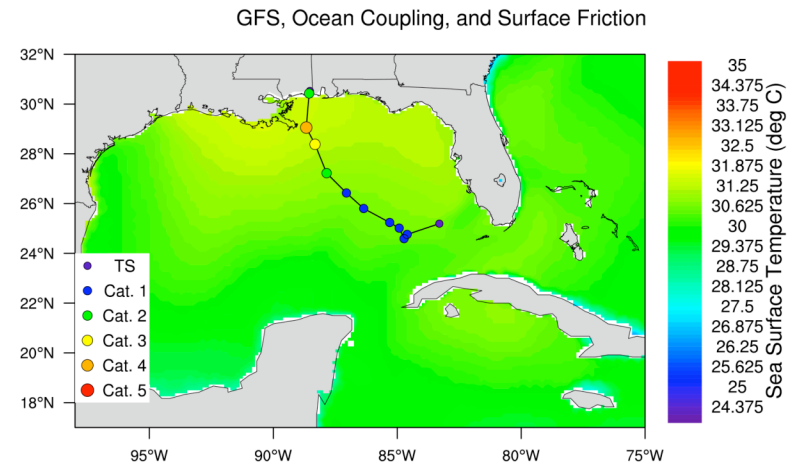 GFS, Ocean Coupling, and Surface Friction
32°N
30°N
28°N
26°N
24°N
22°N
20°N
18°N
95°W
90°W
85°W
80°W
75°W
TS
Cat. 1
Cat. 2
Cat. 3
Cat. 4
Cat. 5
35
34.375
33.75
33.125
32.5
31.875
31.25
30.625
30
29.375
28.75
28.125
27.5
26.875
26.25
25.625
25
24.375
Sea Surface Temperature (deg C)